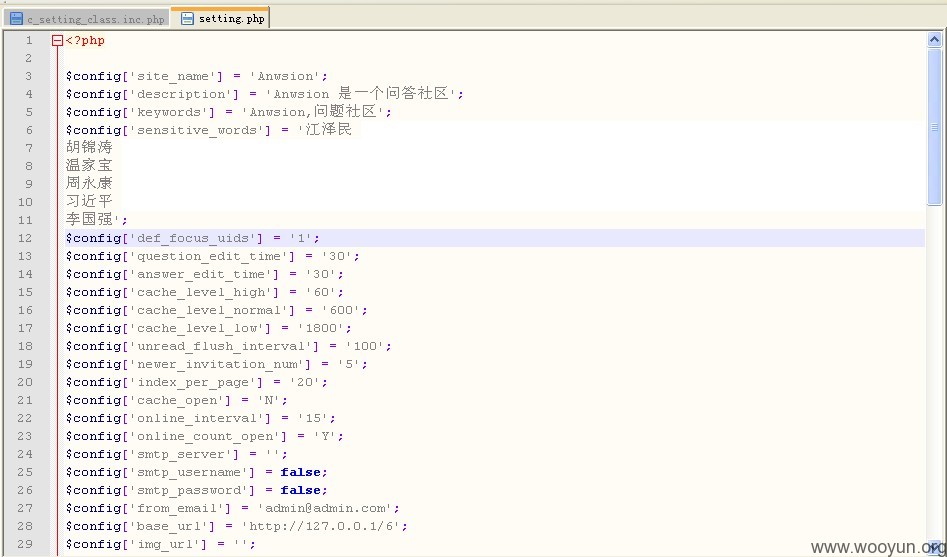 c_setting_class.inc.php setting.php
1 <?php
2
3 $config['site_name'] = 'Anwsion';
4 $config['description'] = 'Anwsion 是一个问答社区';
5 $config['keywords'] = 'Anwsion,问题社区';
6 $config['sensitive_words'] = '江泽民
7 胡锦涛
8 温家宝
9 周永康
10 习近平
11 李国强';
12 $config['def_focus_uids'] = '1';
13 $config['question_edit_time'] = '30';
14 $config['answer_edit_time'] = '30';
15 $config['cache_level_high'] = '60';
16 $config['cache_level_normal'] = '600';
17 $config['cache_level_low'] = '1800';
18 $config['unread_flush_interval'] = '100';
19 $config['newer_invitation_num'] = '5';
20 $config['index_per_page'] = '20';
21 $config['cache_open'] = 'N';
22 $config['online_interval'] = '15';
23 $config['online_count_open'] = 'Y';
24 $config['smtp_server'] = '';
25 $config['smtp_username'] = false;
26 $config['smtp_password'] = false;
27 $config['from_email'] = 'admin@admin.com';
28 $config['base_url'] = 'http://127.0.0.1/6';
29 $config['img_url'] = '';
www.wooyun.org